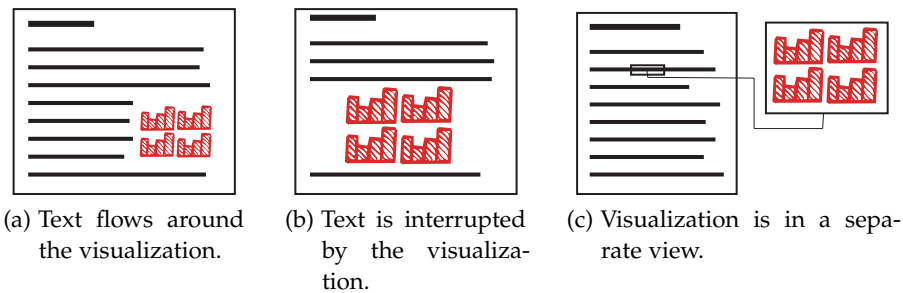 (a) Text flows around
the visualization.
(b) Text is interrupted
by the visualiza-
tion.
(c) Visualization is in a sepa-
rate view.